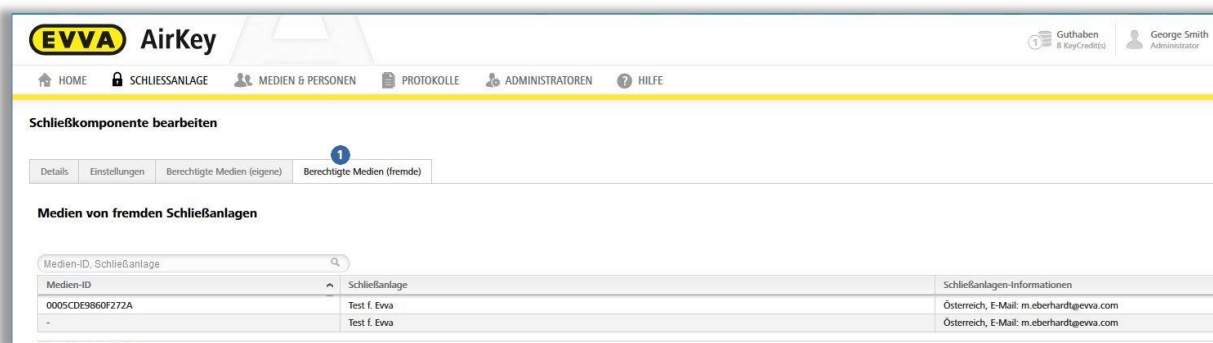 EVVA AirKey
Guthaben
8 KeyCredit(s)
George Smith
Administrator
HOME SCHLIESSANLAGE MEDIEN & PERSONEN PROTOKOLLE ADMINISTRATOREN ? HILFE
Schließkomponente bearbeiten
1
Details Einstellungen Berechtigte Medien (eigene) Berechtigte Medien (fremde)
Medien von fremden Schließanlagen
Medien-ID, Schließanlage
Medien-ID Schließanlage Schließanlagen-Informationen
0005CDE9860F272A Test f. Evva Österreich, E-Mail: m.eberhardt@evva.com
- Test f. Evva Österreich, E-Mail: m.eberhardt@evva.com